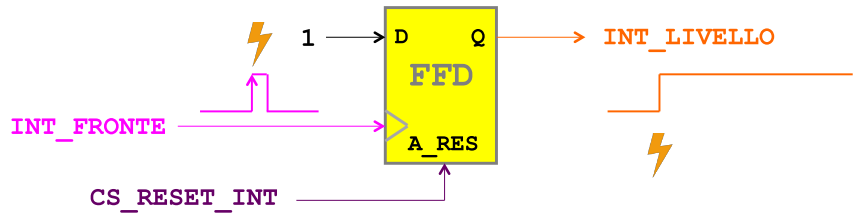 1 D Q INT_LIVELLO
FFD
INT_FRONTE
A_RES
CS_RESET_INT